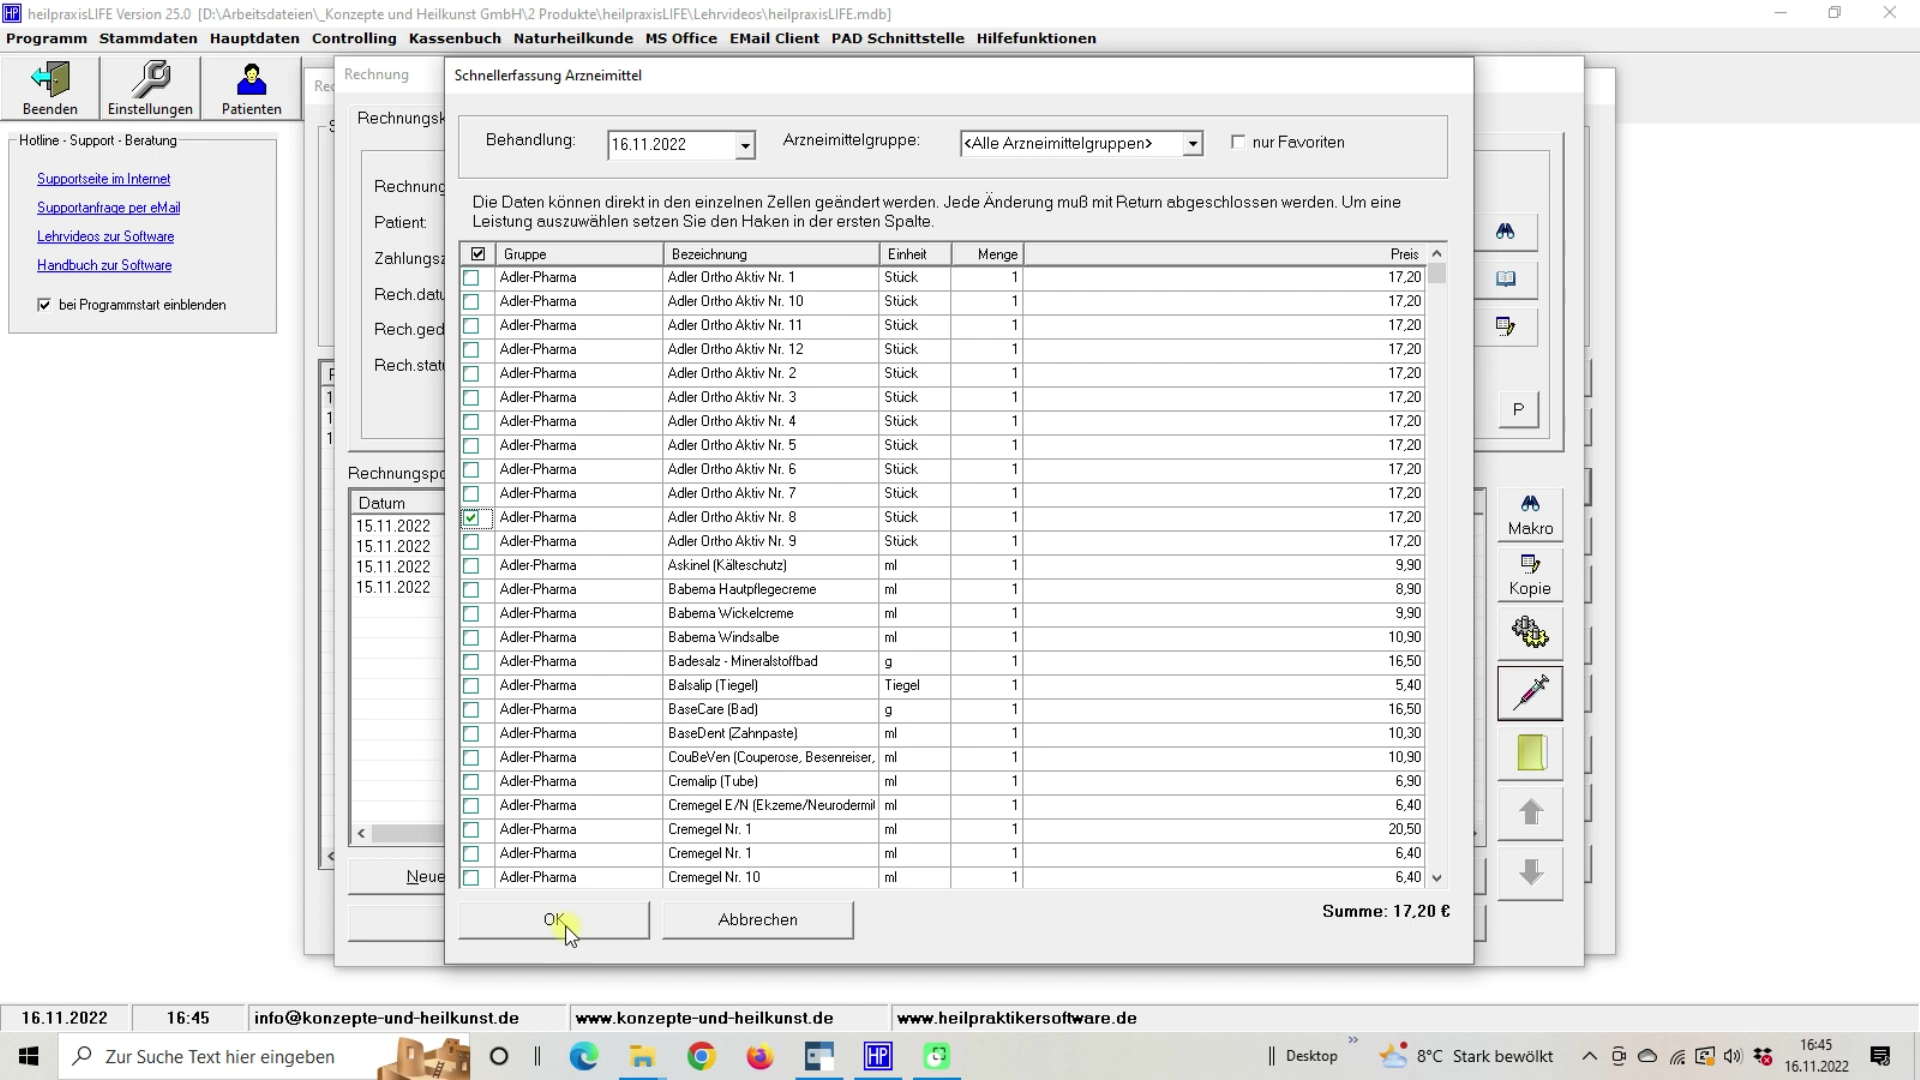 heilpraxisLIFE Version 25.0 [D:\Arbeitsdateien\_Konzepte und Heilkunst GmbH\2 Produkte\heilpraxisLIFE\Lehrvideos\heilpraxisLIFE.mdb]
Programm Stammdaten Hauptdaten Controlling Kassenbuch Naturheilkunde MS Office EMail Client PAD Schnittstelle Hilfefunktionen
Beenden Einstellungen Patienten
Hotline - Support - Beratung
Supportseite im Internet
Supportanfrage per eMail
Lehrvideos zur Software
Handbuch zur Software
bei Programmstart einblenden
Rechnung
Rechnungsk
Rechnung
Patient:
Zahlungsz
Rech.datu
Rech.ged
Rech.statu
Rechnungspo
Datum
15.11.2022
15.11.2022
15.11.2022
15.11.2022
Neue
Schnellerfassung Arzneimittel
Behandlung: 16.11.2022 Arzneimittelgruppe: <Alle Arzneimittelgruppen> nur Favoriten
Die Daten können direkt in den einzelnen Zellen geändert werden. Jede Änderung muß mit Return abgeschlossen werden. Um eine
Leistung auszuwählen setzen Sie den Haken in der ersten Spalte.
Gruppe Bezeichnung Einheit Menge Preis
Adler-Pharma Adler Ortho Aktiv Nr. 1 Stück 1 17,20
Adler-Pharma Adler Ortho Aktiv Nr. 10 Stück 1 17,20
Adler-Pharma Adler Ortho Aktiv Nr. 11 Stück 1 17,20
Adler-Pharma Adler Ortho Aktiv Nr. 12 Stück 1 17,20
Adler-Pharma Adler Ortho Aktiv Nr. 2 Stück 1 17,20
Adler-Pharma Adler Ortho Aktiv Nr. 3 Stück 1 17,20
Adler-Pharma Adler Ortho Aktiv Nr. 4 Stück 1 17,20
Adler-Pharma Adler Ortho Aktiv Nr. 5 Stück 1 17,20
Adler-Pharma Adler Ortho Aktiv Nr. 6 Stück 1 17,20
Adler-Pharma Adler Ortho Aktiv Nr. 7 Stück 1 17,20
Adler-Pharma Adler Ortho Aktiv Nr. 8 Stück 1 17,20
Adler-Pharma Adler Ortho Aktiv Nr. 9 Stück 1 17,20
Adler-Pharma Askinel (Kälteschutz) ml 1 9,90
Adler-Pharma Babema Hautpflegecreme ml 1 8,90
Adler-Pharma Babema Wickelcreme ml 1 9,90
Adler-Pharma Babema Windsalbe ml 1 10,90
Adler-Pharma Badesalz - Mineralstoffbad g 1 16,50
Adler-Pharma Balsalip (Tiegel) Tiegel 1 5,40
Adler-Pharma BaseCare (Bad) g 1 16,50
Adler-Pharma BaseDent (Zahnpaste) ml 1 10,30
Adler-Pharma CouBeVen (Couperose, Besenreiser, ml 1 10,90
Adler-Pharma Cremalip (Tube) ml 1 6,90
Adler-Pharma Cremegel E/N (Ekzeme/Neurodermit ml 1 6,40
Adler-Pharma Cremegel Nr. 1 ml 1 20,50
Adler-Pharma Cremegel Nr. 1 ml 1 6,40
Adler-Pharma Cremegel Nr. 10 ml 1 6,40
OK Abbrechen Summe: 17,20 €
P
Makro
Kopie
16.11.2022 16:45 info@konzepte-und-heilkunst.de www.konzepte-und-heilkunst.de www.heilpraktikersoftware.de
Zur Suche Text hier eingeben
HP
Desktop
8°C Stark bewölkt
16:45
16.11.2022